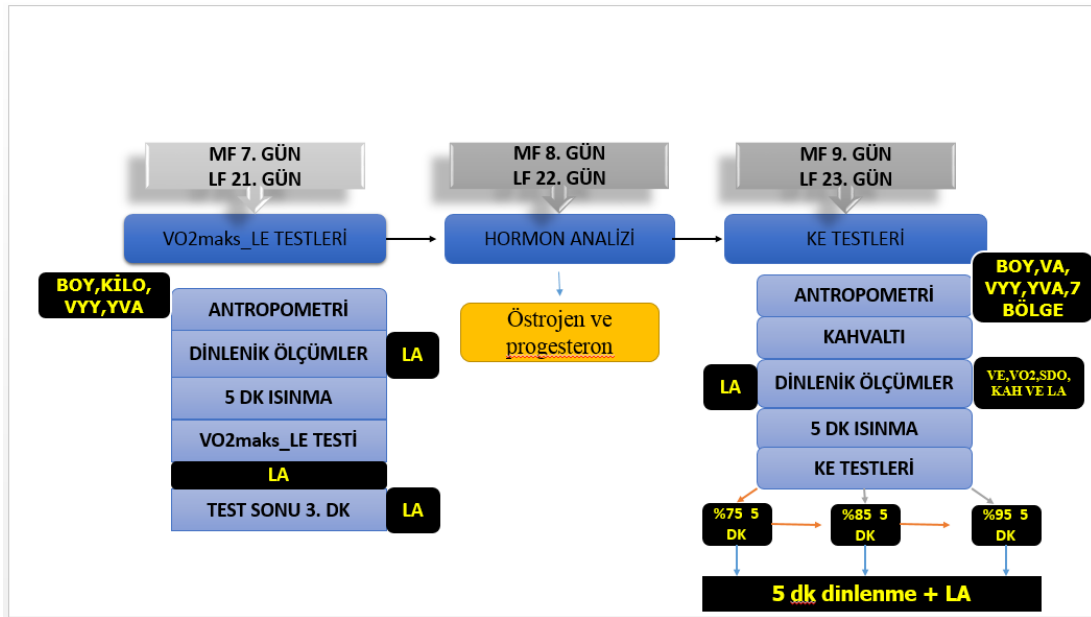 MF 7. GÜN
LF 21. GÜN
MF 8. GÜN
LF 22. GÜN
MF 9. GÜN
LF 23. GÜN
VO2maks_LE TESTLERİ
HORMON ANALİZİ
KE TESTLERİ
BOY,KİLO,
VYY,YVA
ANTROPOMETRİ
DİNLENİK ÖLÇÜMLER
LA
5 DK ISINMA
VO2maks_LE TESTİ
LA
TEST SONU 3. DK
LA
Östrojen ve
progesteron
BOY,VA,
VYY,YVA,7
BÖLGE
ANTROPOMETRİ
KAHVALTI
LA
DİNLENİK ÖLÇÜMLER
VE,VO2,SDO,
KAH VE LA
5 DK ISINMA
KE TESTLERİ
%75 5
DK
%85 5
DK
%95 5
DK
5 dk dinlenme + LA